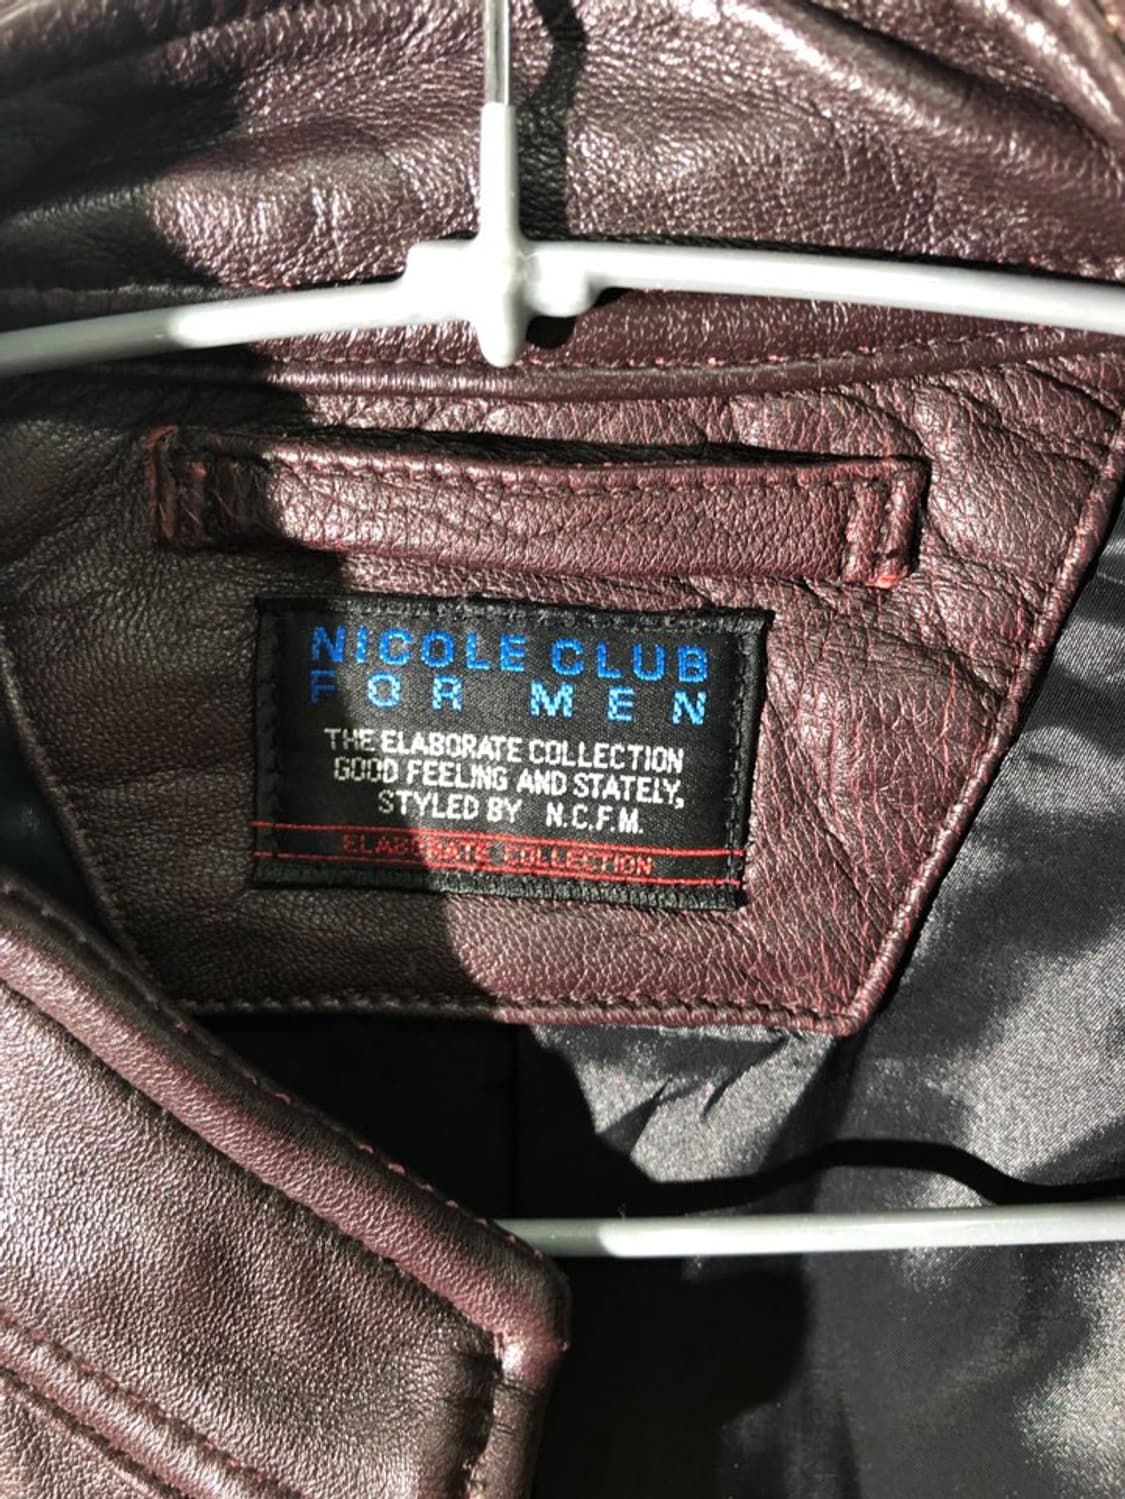 NICOLE CLUB
FOR MEN
THE ELABORATE COLLECTION
GOOD FEELING AND STATELY,
STYLED BY N.C.F.M.
ELABORATE COLLECTION